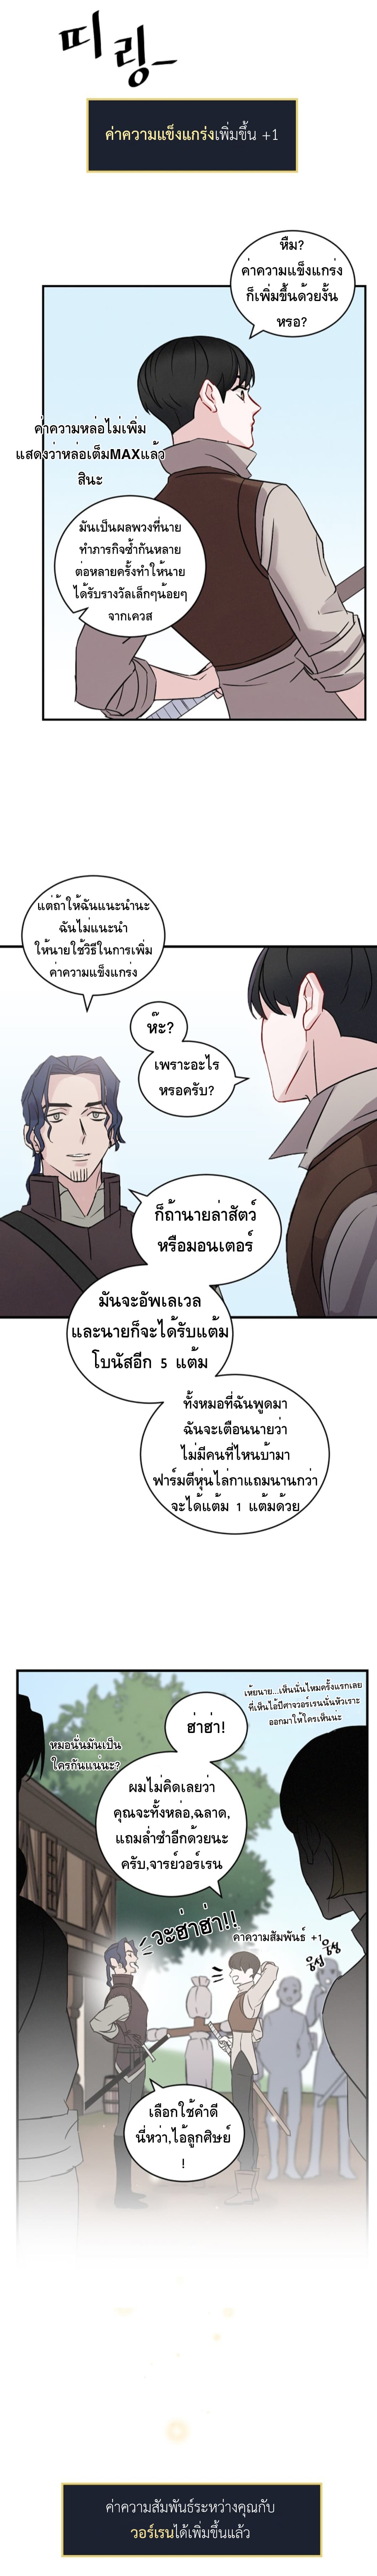 띠링~
ค่าความแข็งแกร่งเพิ่มขึ้น +1
หืม?
ค่าความแข็งแกร่ง
ก็เพิ่มขึ้นด้วยงั้น
หรอ?
ค่าความหล่อไม่เพิ่ม
แสดงว่าหล่อเต็มMAXแล้ว
สินะ
มันเป็นผลพวงที่นาย
ทำภารกิจซ้ำกันหลาย
ต่อหลายครั้งทำให้นาย
ได้รับรางวัลเล็กๆน้อยๆ
จากเควส
แต่ถ้าให้ฉันแนะนำนะ
ฉันไม่แนะนำ
ให้นายใช้วิธีในการเพิ่ม
ค่าความแข็งแกร่ง
ห๊ะ?
เพราะอะไร
หรอครับ?
ก็ถ้านายล่าสัตว์
หรือมอนเตอร์
มันจะอัพเลเวล
และนายก็จะได้รับแต้ม
โบนัสอีก 5 แต้ม
ทั้งหมอที่ฉันพูดมา
ฉันจะเตือนนายว่า
ไม่มีคนที่ไหนบ้ามา
ฟาร์มตีหุ่นไล่กาแถมนานกว่า
จะได้แต้ม 1 แต้มด้วย
เห้ยนาย...เห็นนั่นไหมครั้งแรกเลย
ที่เห็นไอ้ปีศาจวอร์เรนนั่นหัวเราะ
ออกมาให้ใครเห็นน่ะ
หมอนั่นมันเป็น
ใครกันแน่นะ?
ฮ่าฮ่า!
ผมไม่คิดเลยว่า
คุณจะทั้งหล่อ,ฉลาด,
แถมล่ำซำอีกด้วยนะ
ครับ,จารย์วอร์เรน
วะฮ่าฮ่า!!
ค่าความสัมพันธ์ +1
웅성
웅성
เลือกใช้คำดี
นี่หว่า,ไอ้ลูกศิษย์
!
ค่าความสัมพันธ์ระหว่างคุณกับ
วอร์เรนได้เพิ่มขึ้นแล้ว